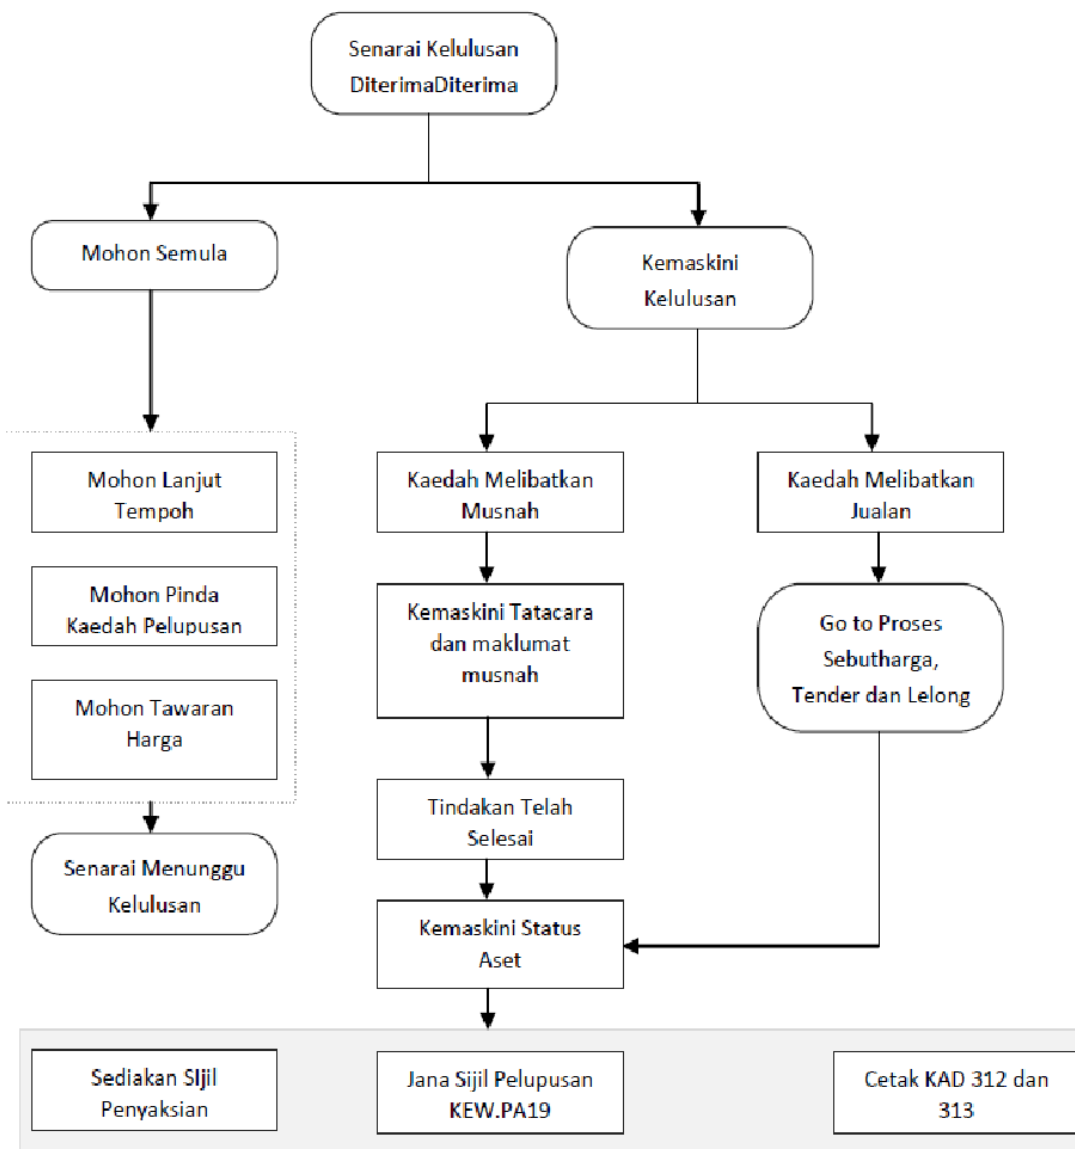 Senarai Kelulusan
DiterimaDiterima
Mohon Semula
Kemaskini
Kelulusan
Mohon Lanjut
Tempoh
Mohon Pinda
Kaedah Pelupusan
Mohon Tawaran
Harga
Senarai Menunggu
Kelulusan
Kaedah Melibatkan
Musnah
Kemaskini Tatacara
dan maklumat
musnah
Tindakan Telah
Selesai
Kemaskini Status
Aset
Kaedah Melibatkan
Jualan
Go to Proses
Sebutharga,
Tender dan Lelong
Sediakan SIjil
Penyaksian
Jana Sijil Pelupusan
KEW.PA19
Cetak KAD 312 dan
313